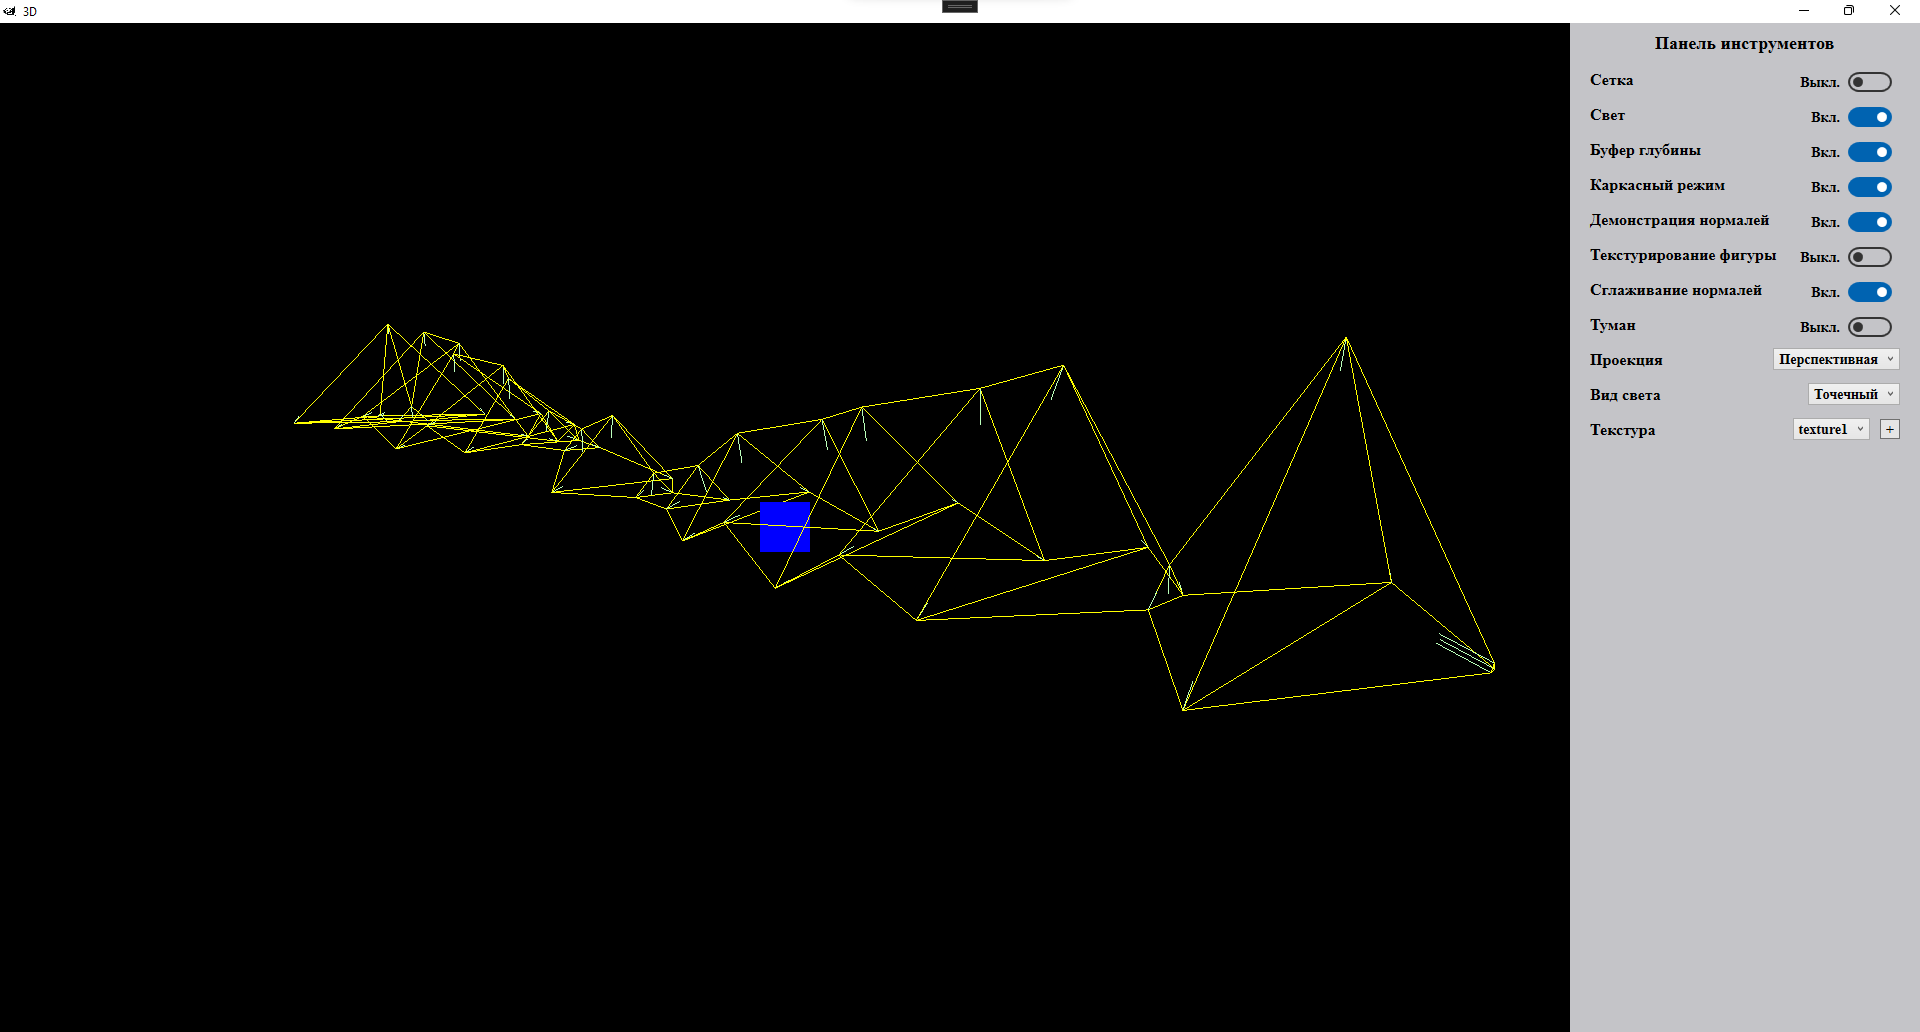 3D
Панель инструментов
Сетка Выкл.
Свет Вкл.
Буфер глубины Вкл.
Каркасный режим Вкл.
Демонстрация нормалей Вкл.
Текстурирование фигуры Выкл.
Сглаживание нормалей Вкл.
Туман Выкл.
Проекция Перспективная
Вид света Точечный
Текстура texture1 +